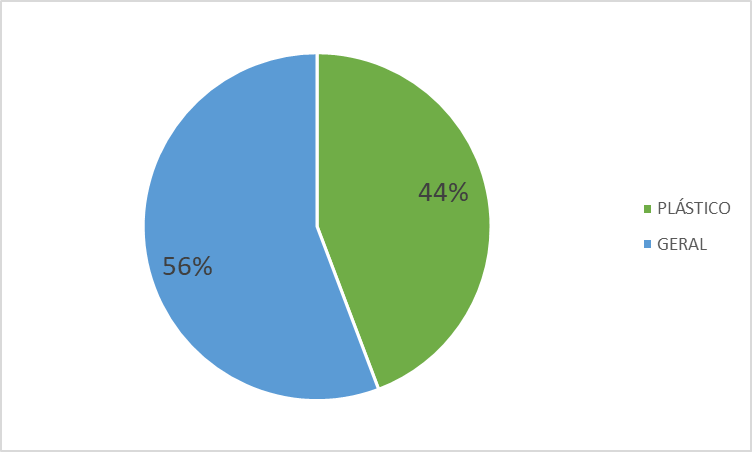 44%
56%
PLÁSTICO
GERAL